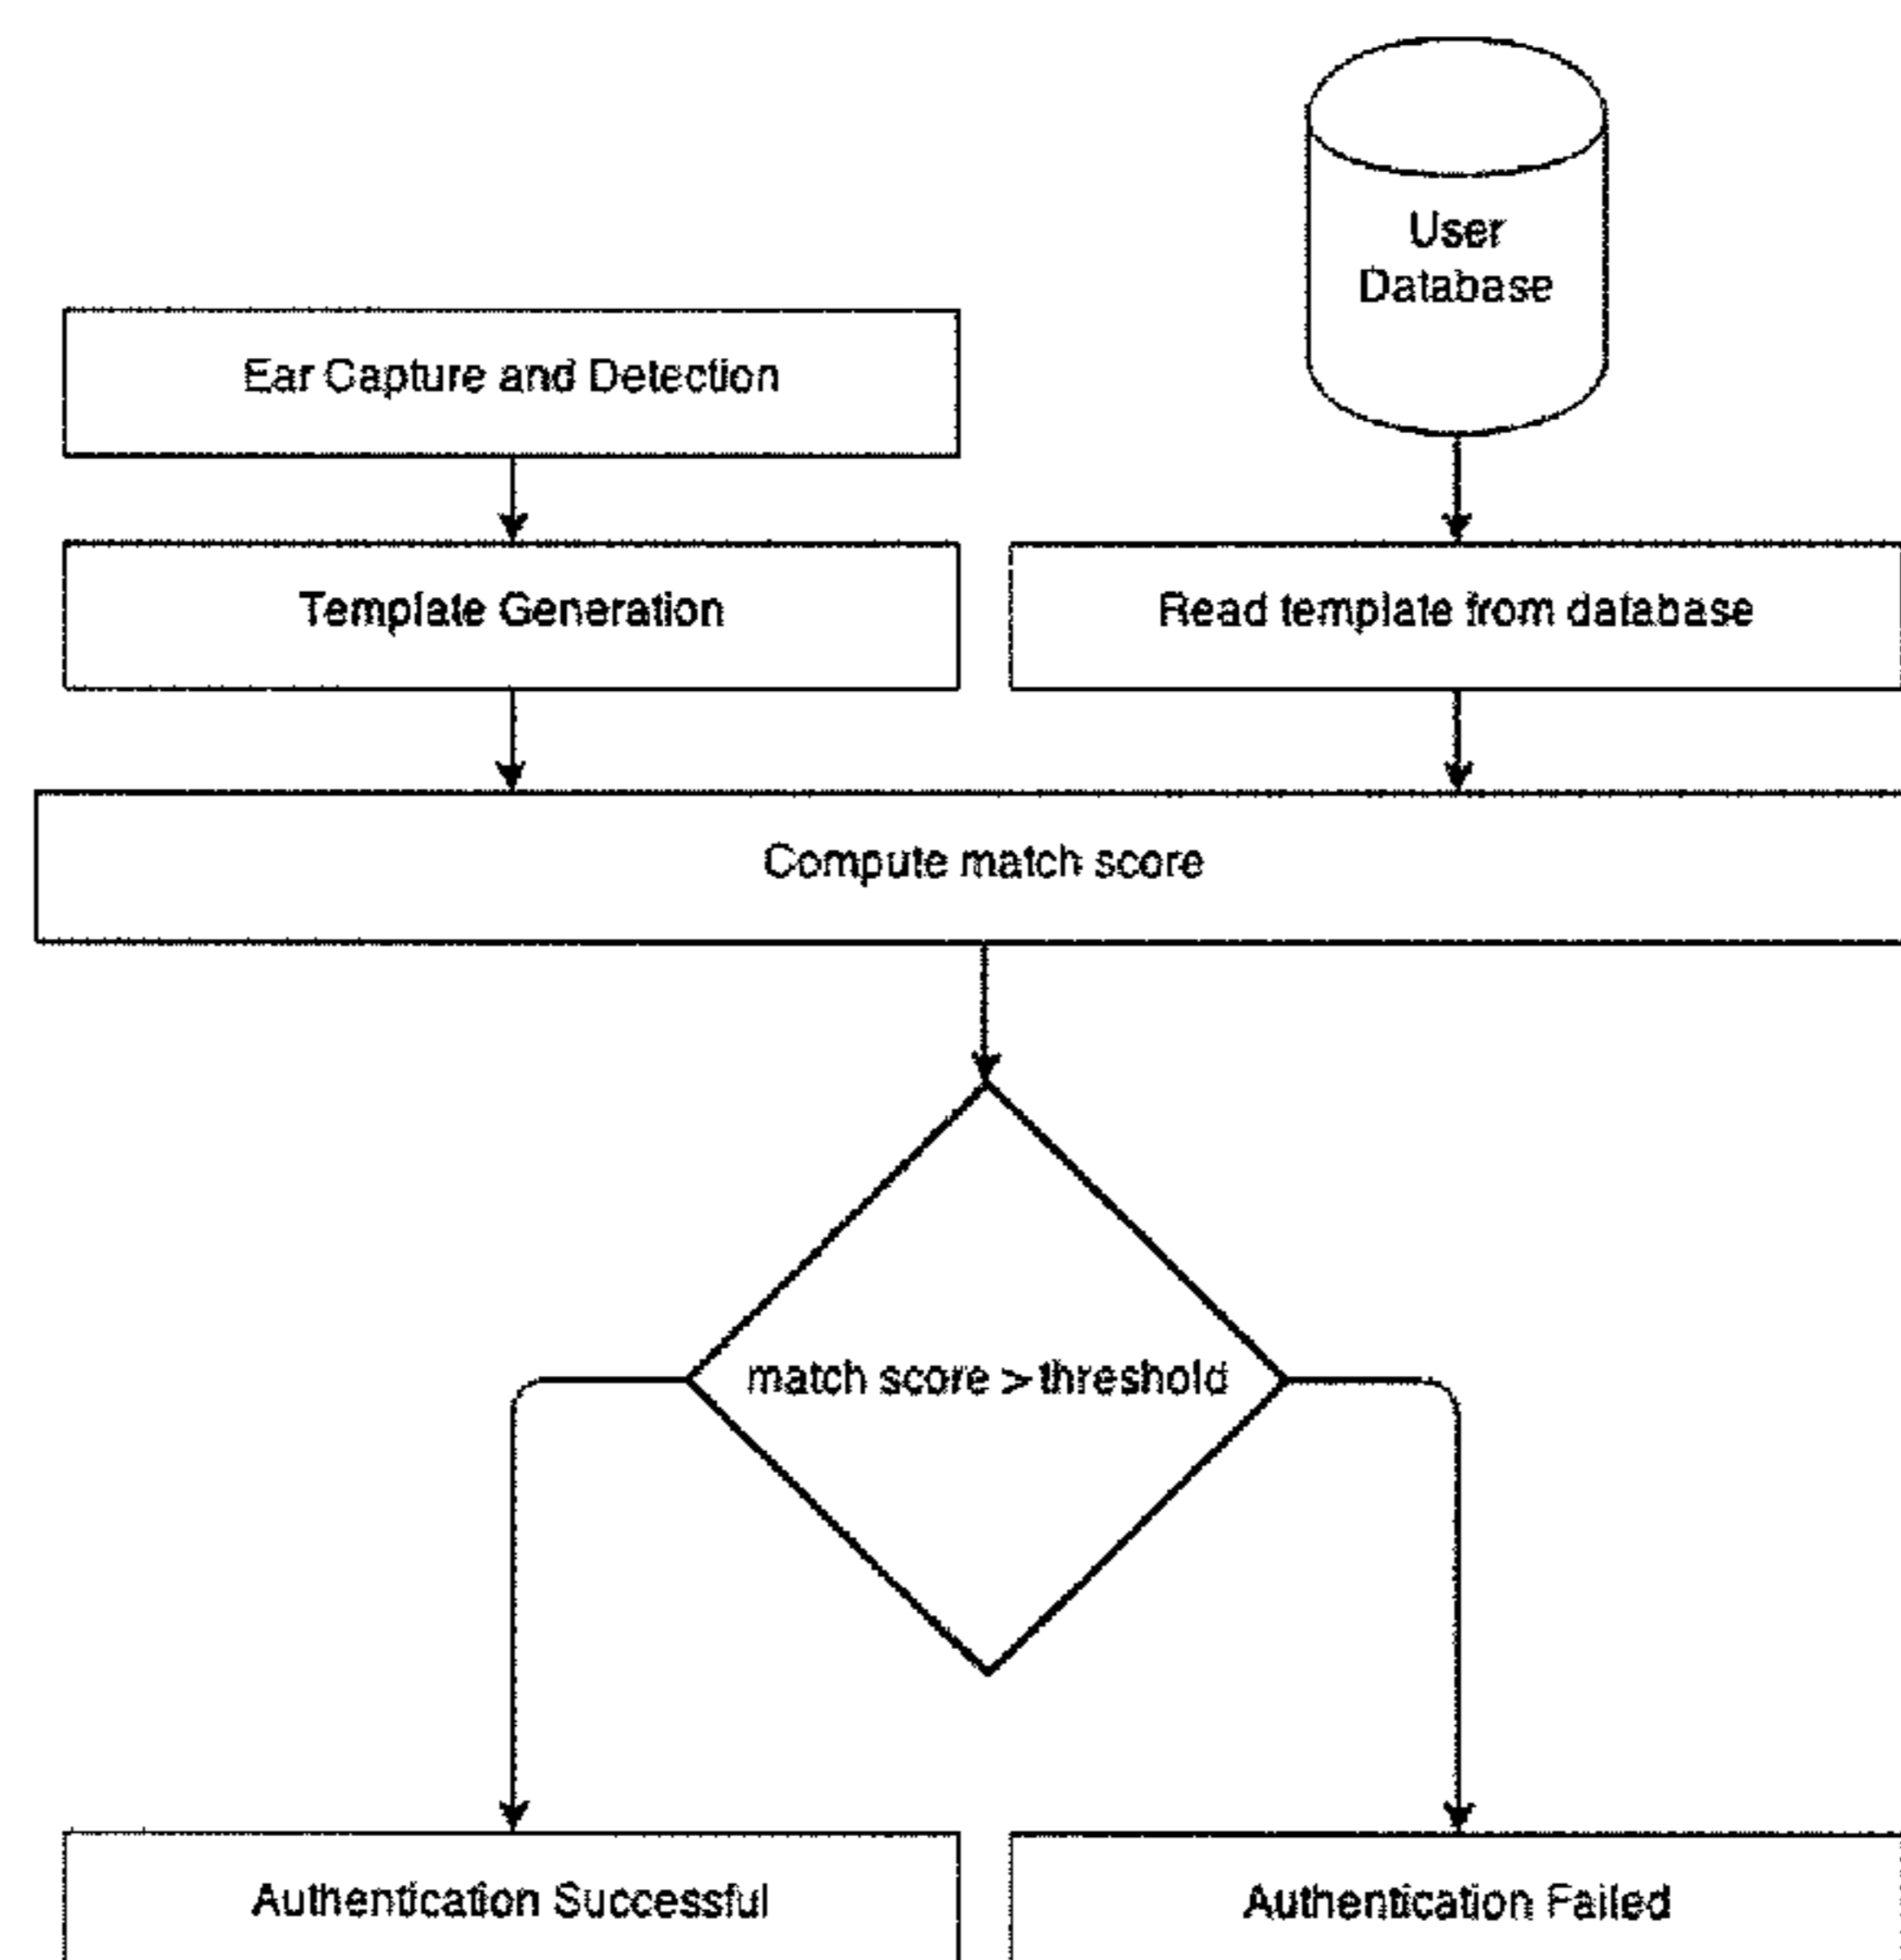 User
Database
Ear Capture and Detection
Template Generation
Read template from database
Compute match score
match score > threshold
Authentication Successful
Authentication Failed